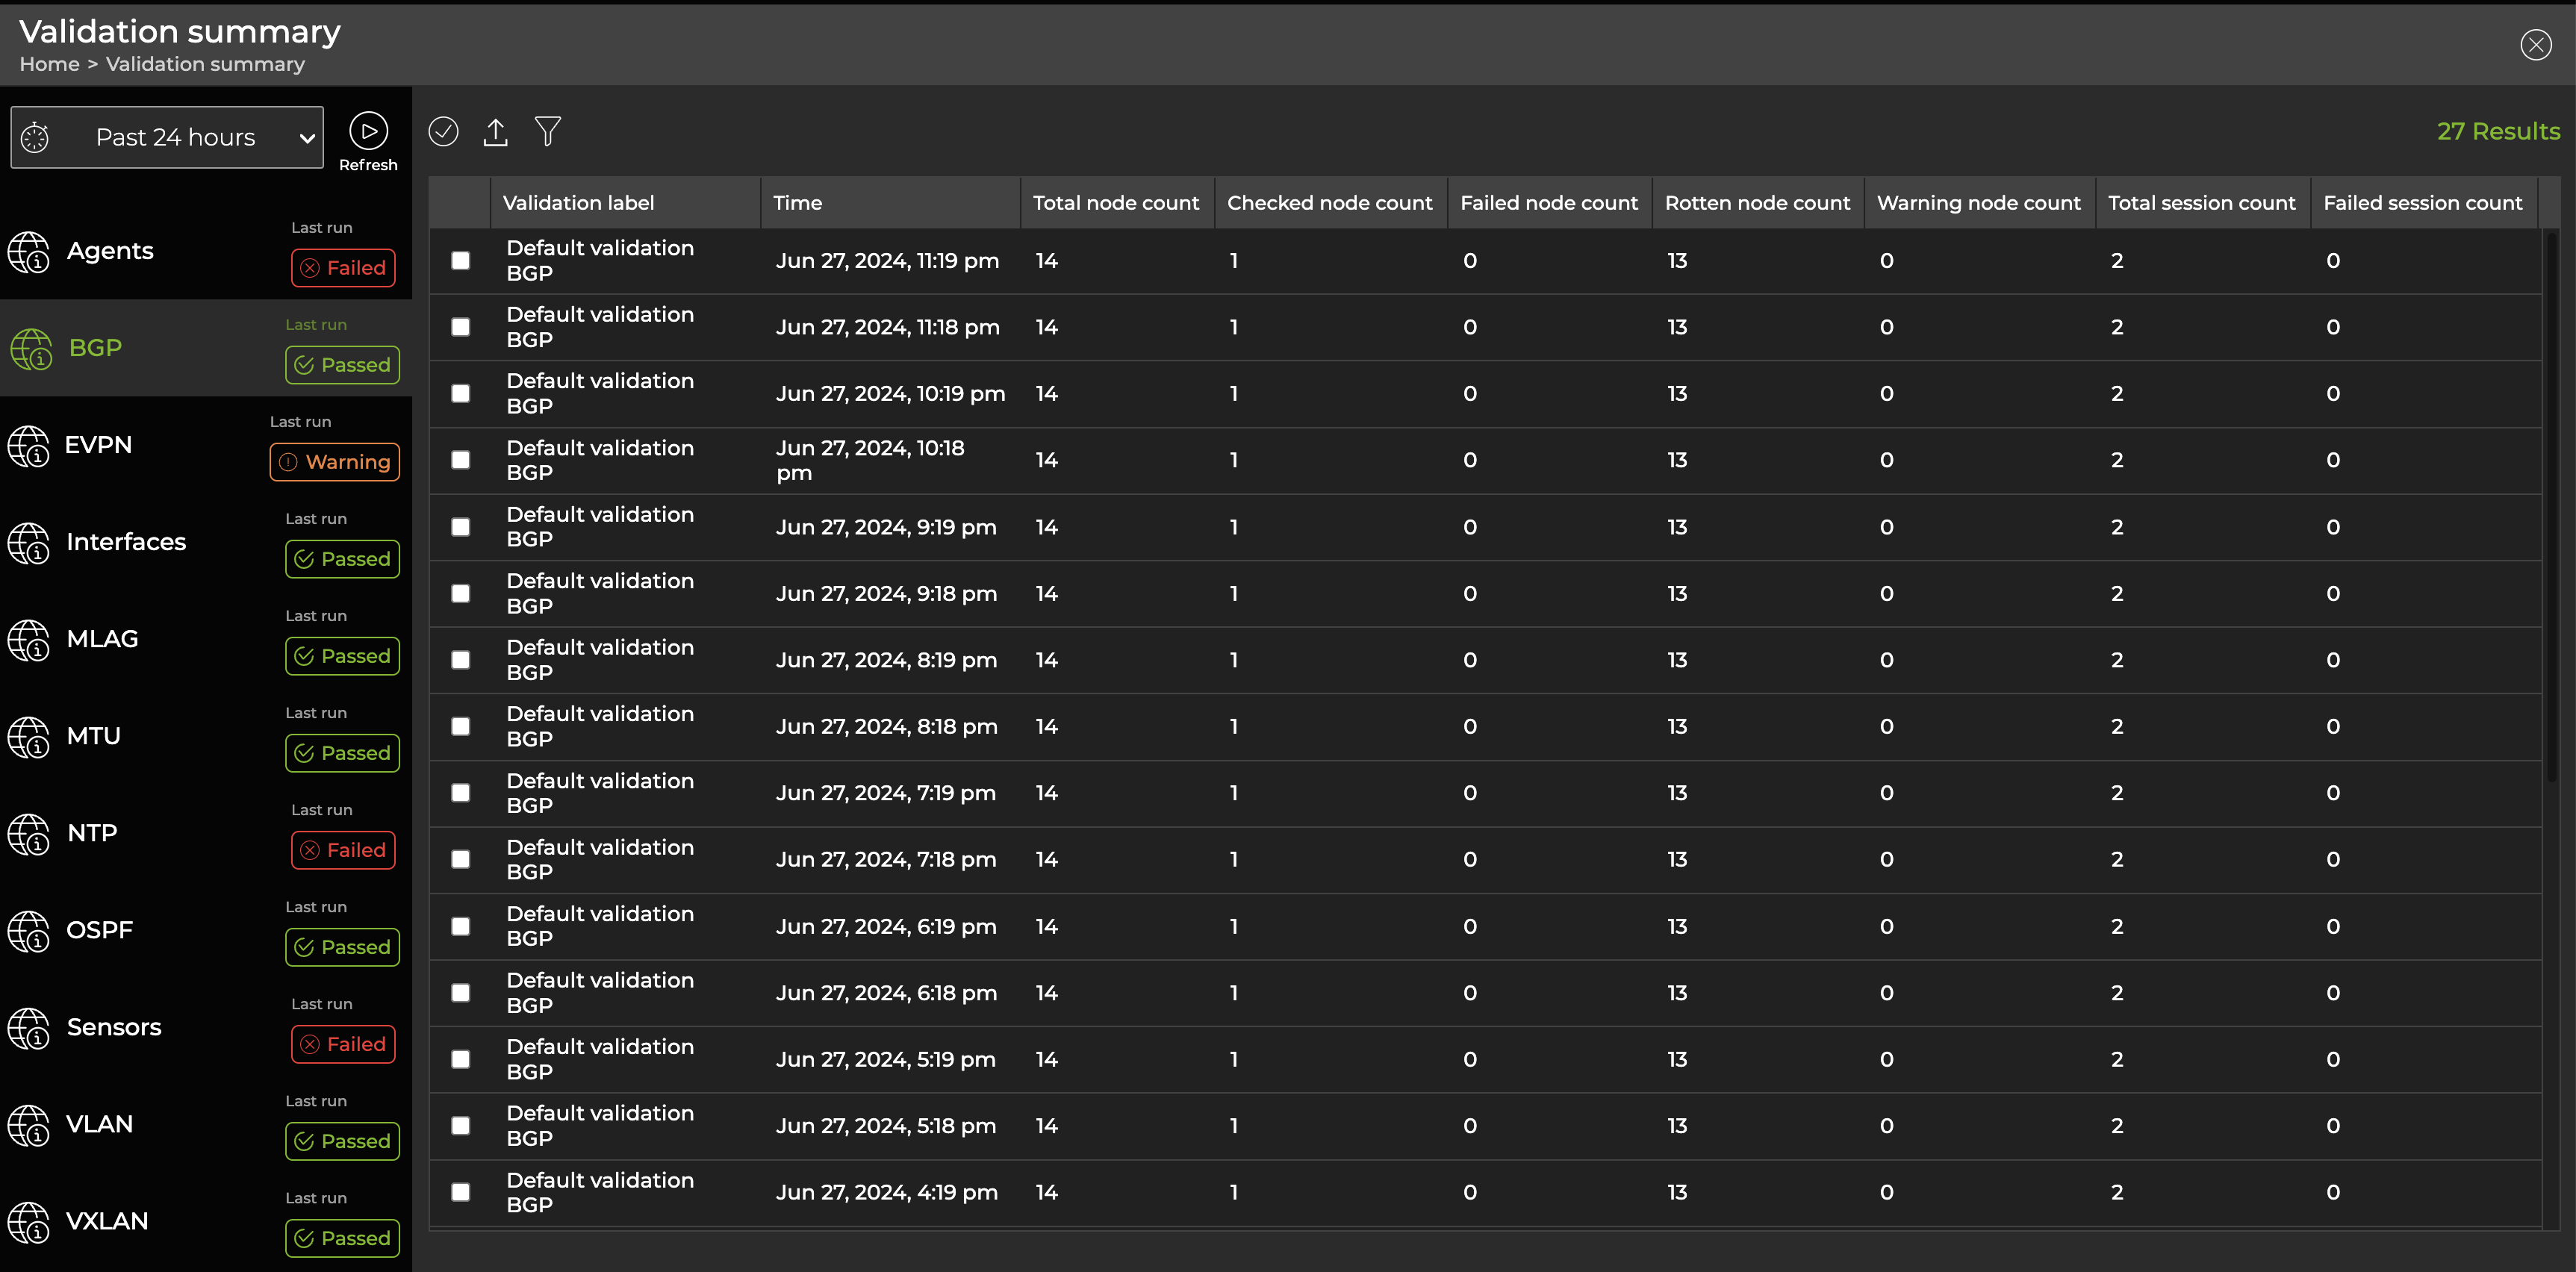 Validation summary
Home > Validation summary
Past 24 hours
Refresh
27 Results
Agents
Last run
Failed
BGP
Last run
Passed
EVPN
Last run
Warning
Interfaces
Last run
Passed
MLAG
Last run
Passed
MTU
Last run
Passed
NTP
Last run
Failed
OSPF
Last run
Passed
Sensors
Last run
Failed
VLAN
Last run
Passed
VXLAN
Last run
Passed
Validation label Time Total node count Checked node count Failed node count Rotten node count Warning node count Total session count Failed session count
Default validation
BGP
Jun 27, 2024, 11:19 pm 14 1 0 13 0 2 0
Default validation
BGP
Jun 27, 2024, 11:18 pm 14 1 0 13 0 2 0
Default validation
BGP
Jun 27, 2024, 10:19 pm 14 1 0 13 0 2 0
Default validation
BGP
Jun 27, 2024, 10:18
pm
14 1 0 13 0 2 0
Default validation
BGP
Jun 27, 2024, 9:19 pm 14 1 0 13 0 2 0
Default validation
BGP
Jun 27, 2024, 9:18 pm 14 1 0 13 0 2 0
Default validation
BGP
Jun 27, 2024, 8:19 pm 14 1 0 13 0 2 0
Default validation
BGP
Jun 27, 2024, 8:18 pm 14 1 0 13 0 2 0
Default validation
BGP
Jun 27, 2024, 7:19 pm 14 1 0 13 0 2 0
Default validation
BGP
Jun 27, 2024, 7:18 pm 14 1 0 13 0 2 0
Default validation
BGP
Jun 27, 2024, 6:19 pm 14 1 0 13 0 2 0
Default validation
BGP
Jun 27, 2024, 6:18 pm 14 1 0 13 0 2 0
Default validation
BGP
Jun 27, 2024, 5:19 pm 14 1 0 13 0 2 0
Default validation
BGP
Jun 27, 2024, 5:18 pm 14 1 0 13 0 2 0
Default validation
BGP
Jun 27, 2024, 4:19 pm 14 1 0 13 0 2 0